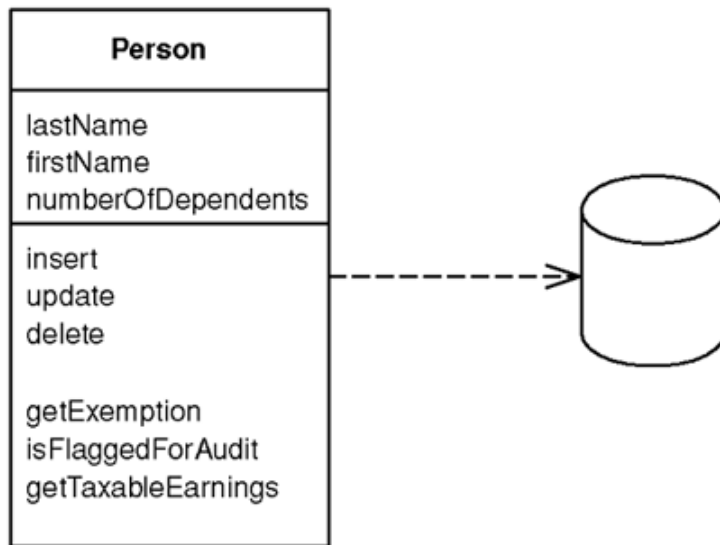 Person
lastName
firstName
numberOfDependents
insert
update
delete
getExemption
isFlaggedForAudit
getTaxableEarnings